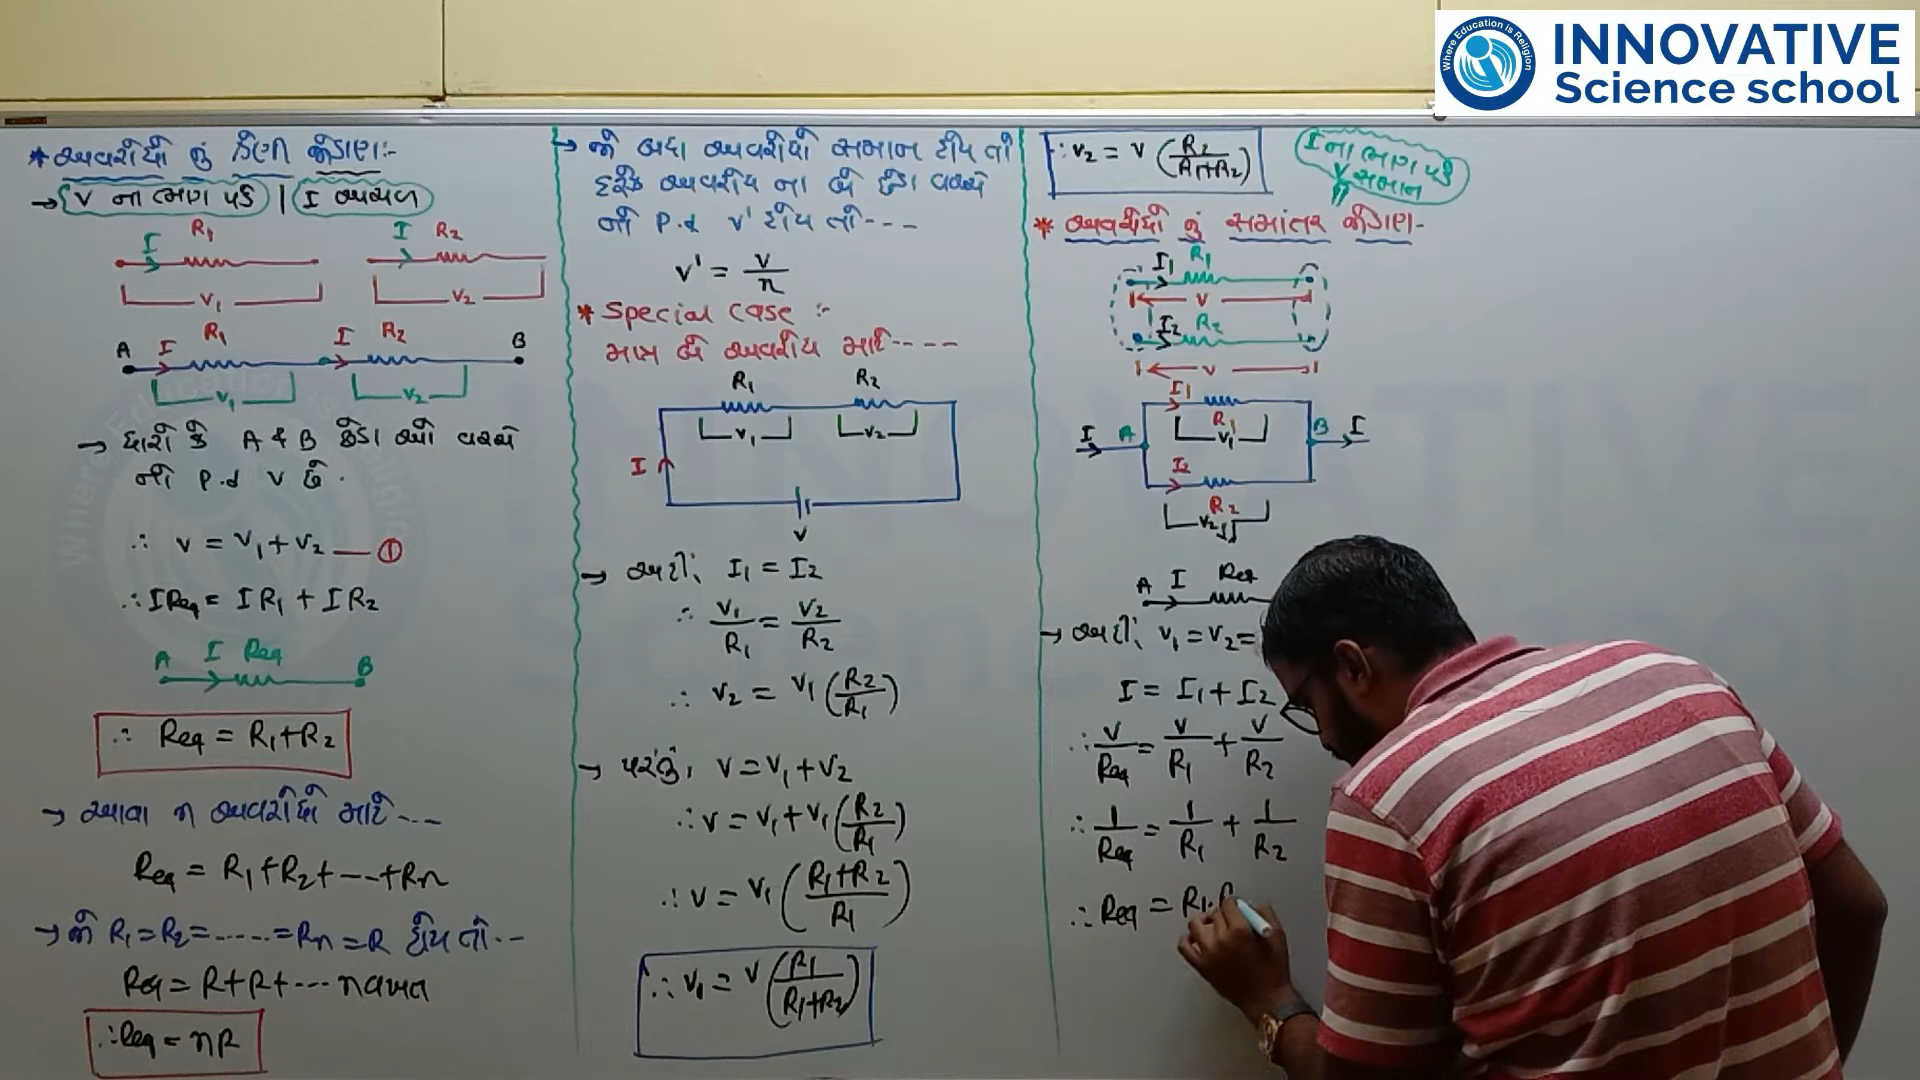 Where Education is Religion
INNOVATIVE
Science school
* અવરોધો નું શ્રેણી જોડાણ:-
→ V ના ભાગ પડે | I અચળ
I R₁ I R₂
V₁ V₂
A I R₁ I R₂ B
V₁ V₂
→ ધારો કે A & B છેડા ઓ વચ્ચે
નો P.d V છે.
∴ V = V₁ + V₂ — ①
∴ IReq = IR₁ + IR₂
A I Req B
∴ Req = R₁+R₂
→ આવા n અવરોધો માટે---
Req = R₁+R₂+---+Rn
→ જો R₁=R₂=.....=Rn=R હોય તો--
Req = R+R+--- n વખત
∴ Req = nR
→ જો બધા અવરોધો સમાન હોય તો
દરેક અવરોધ ના બે છેડા વચ્ચે
નો P.d V' હોય તો---
V' = V/n
* Special case :-
માત્ર બે અવરોધ માટે----
R₁ R₂
V₁ V₂
I
V
→ અહીં, I₁ = I₂
∴ V₁/R₁ = V₂/R₂
∴ V₂ = V₁ (R₂/R₁)
→ પરંતુ, V = V₁ + V₂
∴ V = V₁ + V₁ (R₂/R₁)
∴ V = V₁ ((R₁+R₂)/R₁)
∴ V₁ = V (R₁/(R₁+R₂))
∴ V₂ = V (R₂/(R₁+R₂))
I ના ભાગ પડે
V સમાન
* અવરોધો નું સમાંતર જોડાણ-
I₁ R₁
V
I₂ R₂
V
I₁
R₁
V₁
I A B I
I₂
R₂
V₂
A I Req
→ અહીં, V₁ = V₂ =
I = I₁ + I₂
∴ V/Req = V/R₁ + V/R₂
∴ 1/Req = 1/R₁ + 1/R₂
∴ Req = R₁.